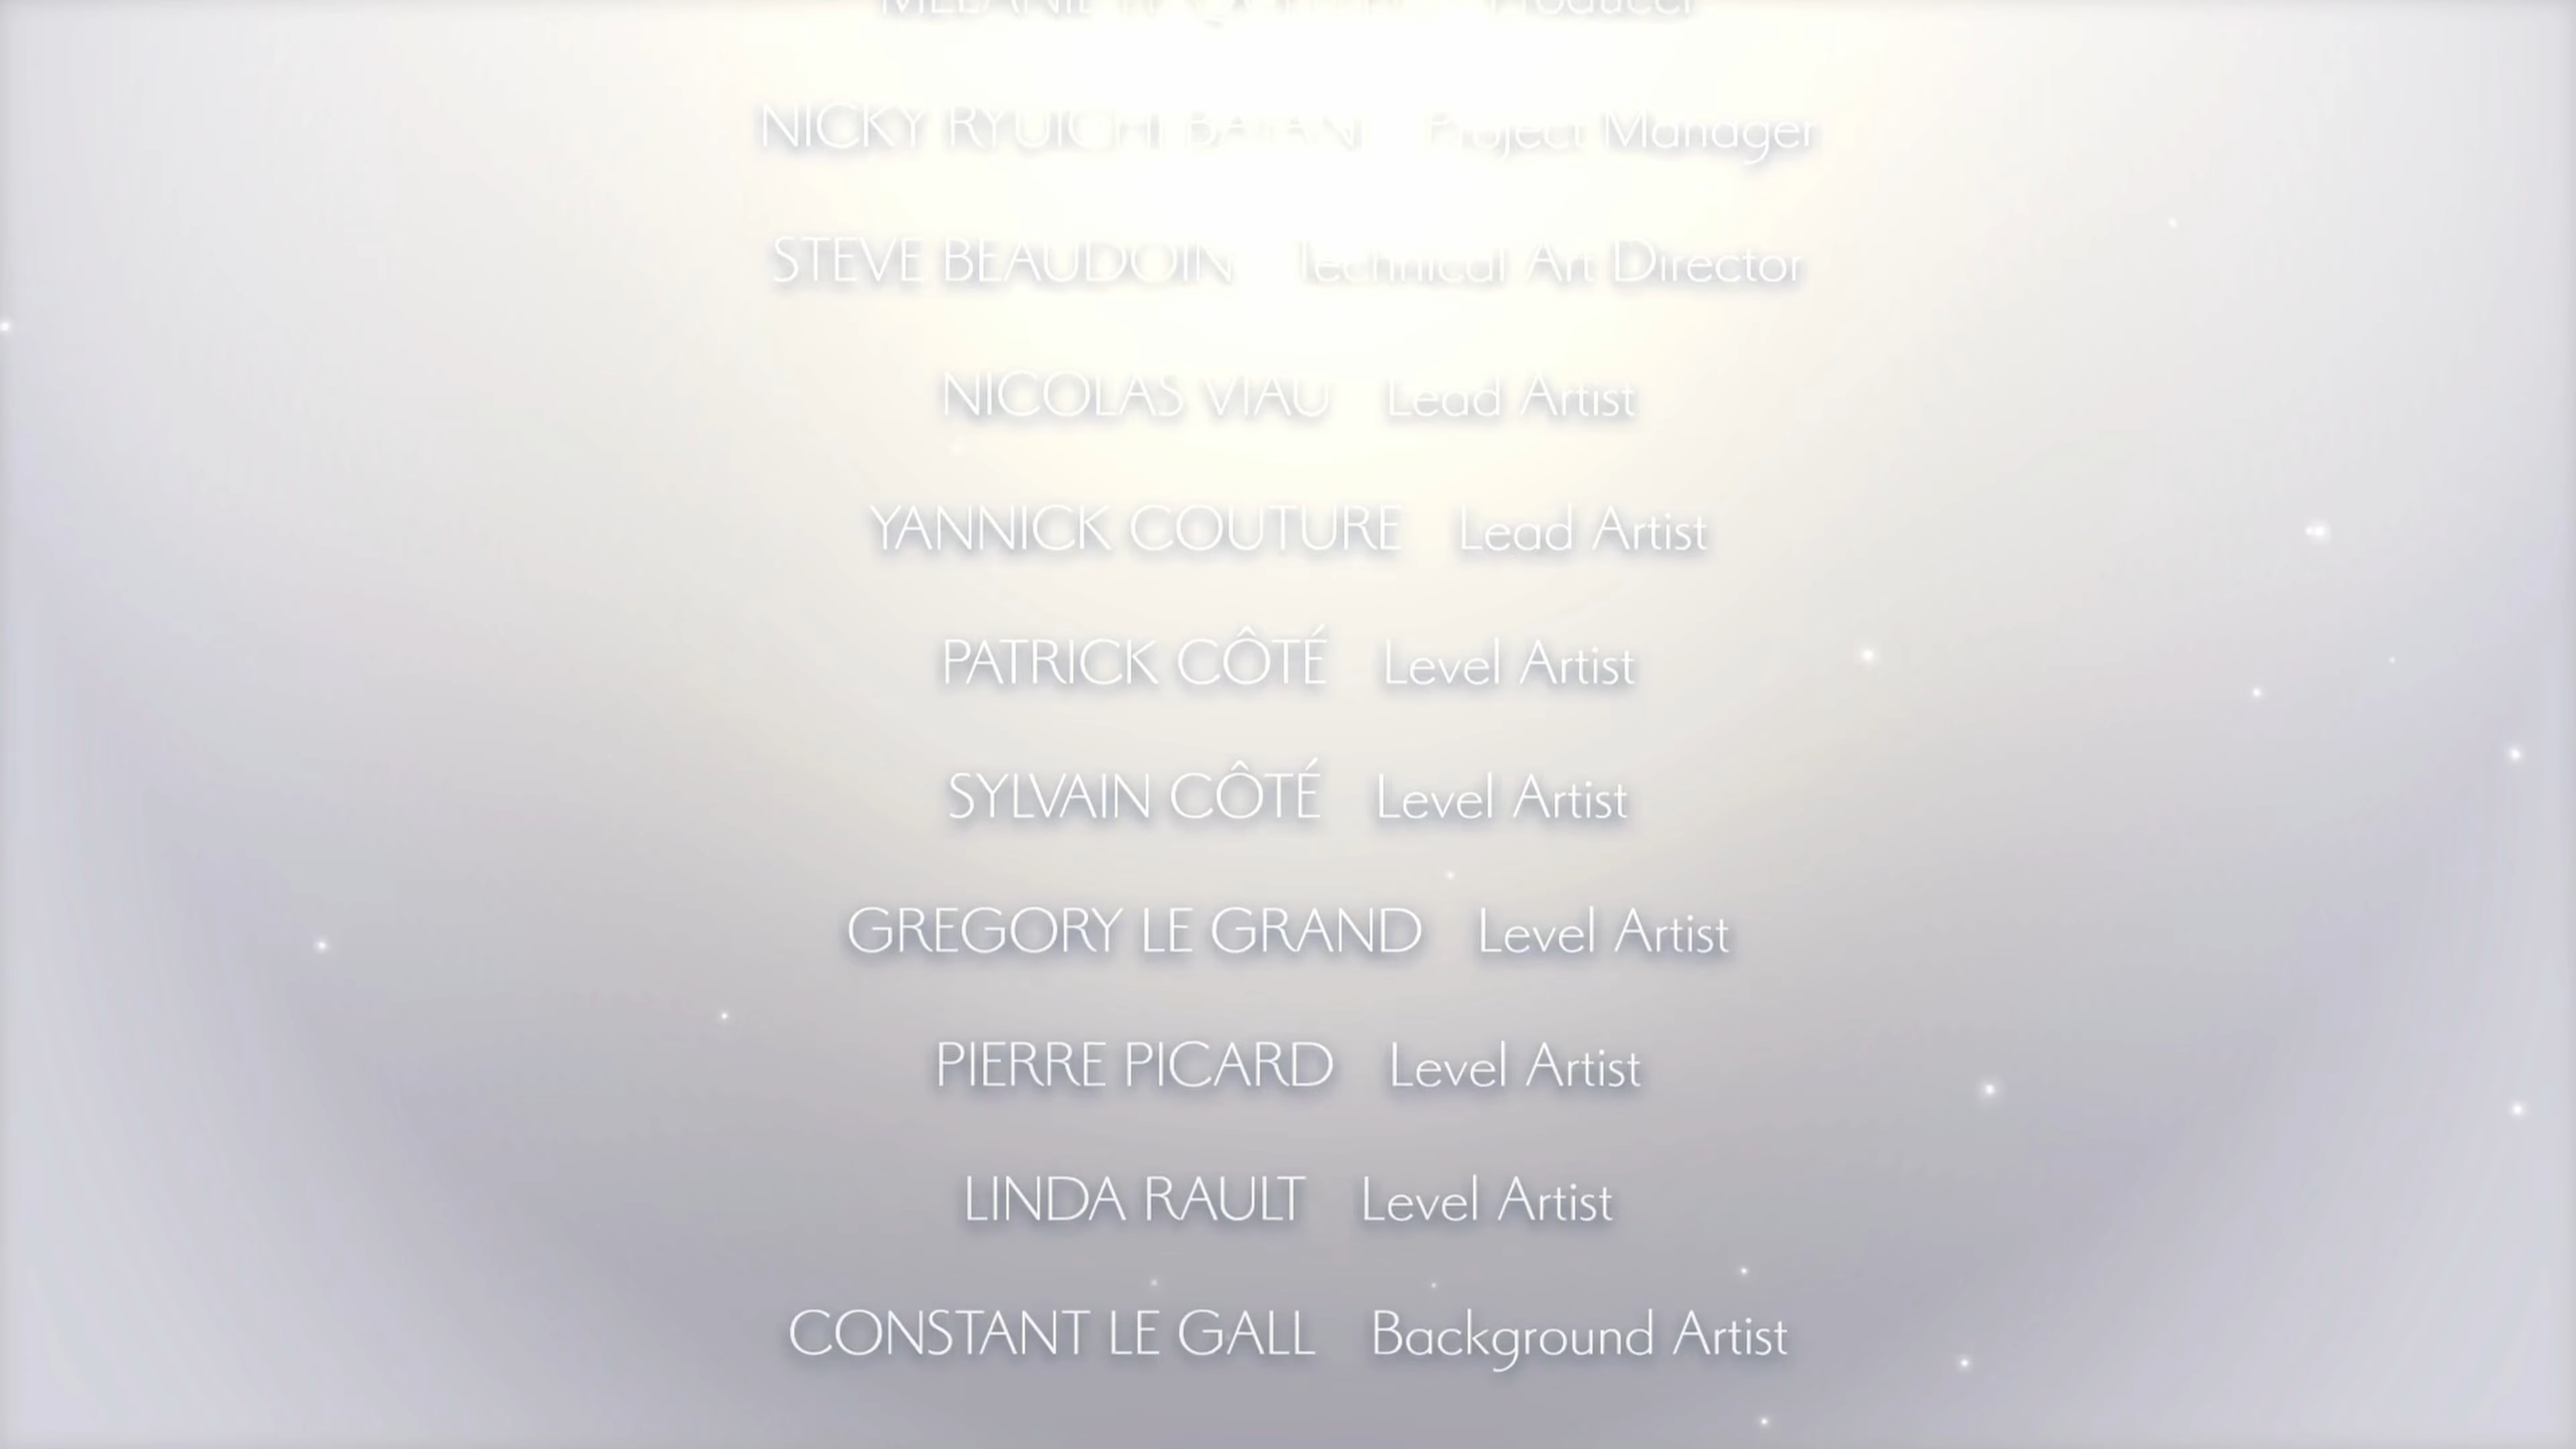 NICKY RYUICHI Project Manager
STEVE BEAUDOIN Technical Art Director
NICOLAS VIAU Lead Artist
YANNICK COUTURE Lead Artist
PATRICK CÔTÉ Level Artist
SYLVAIN CÔTÉ Level Artist
GREGORY LE GRAND Level Artist
PIERRE PICARD Level Artist
LINDA RAULT Level Artist
CONSTANT LE GALL Background Artist